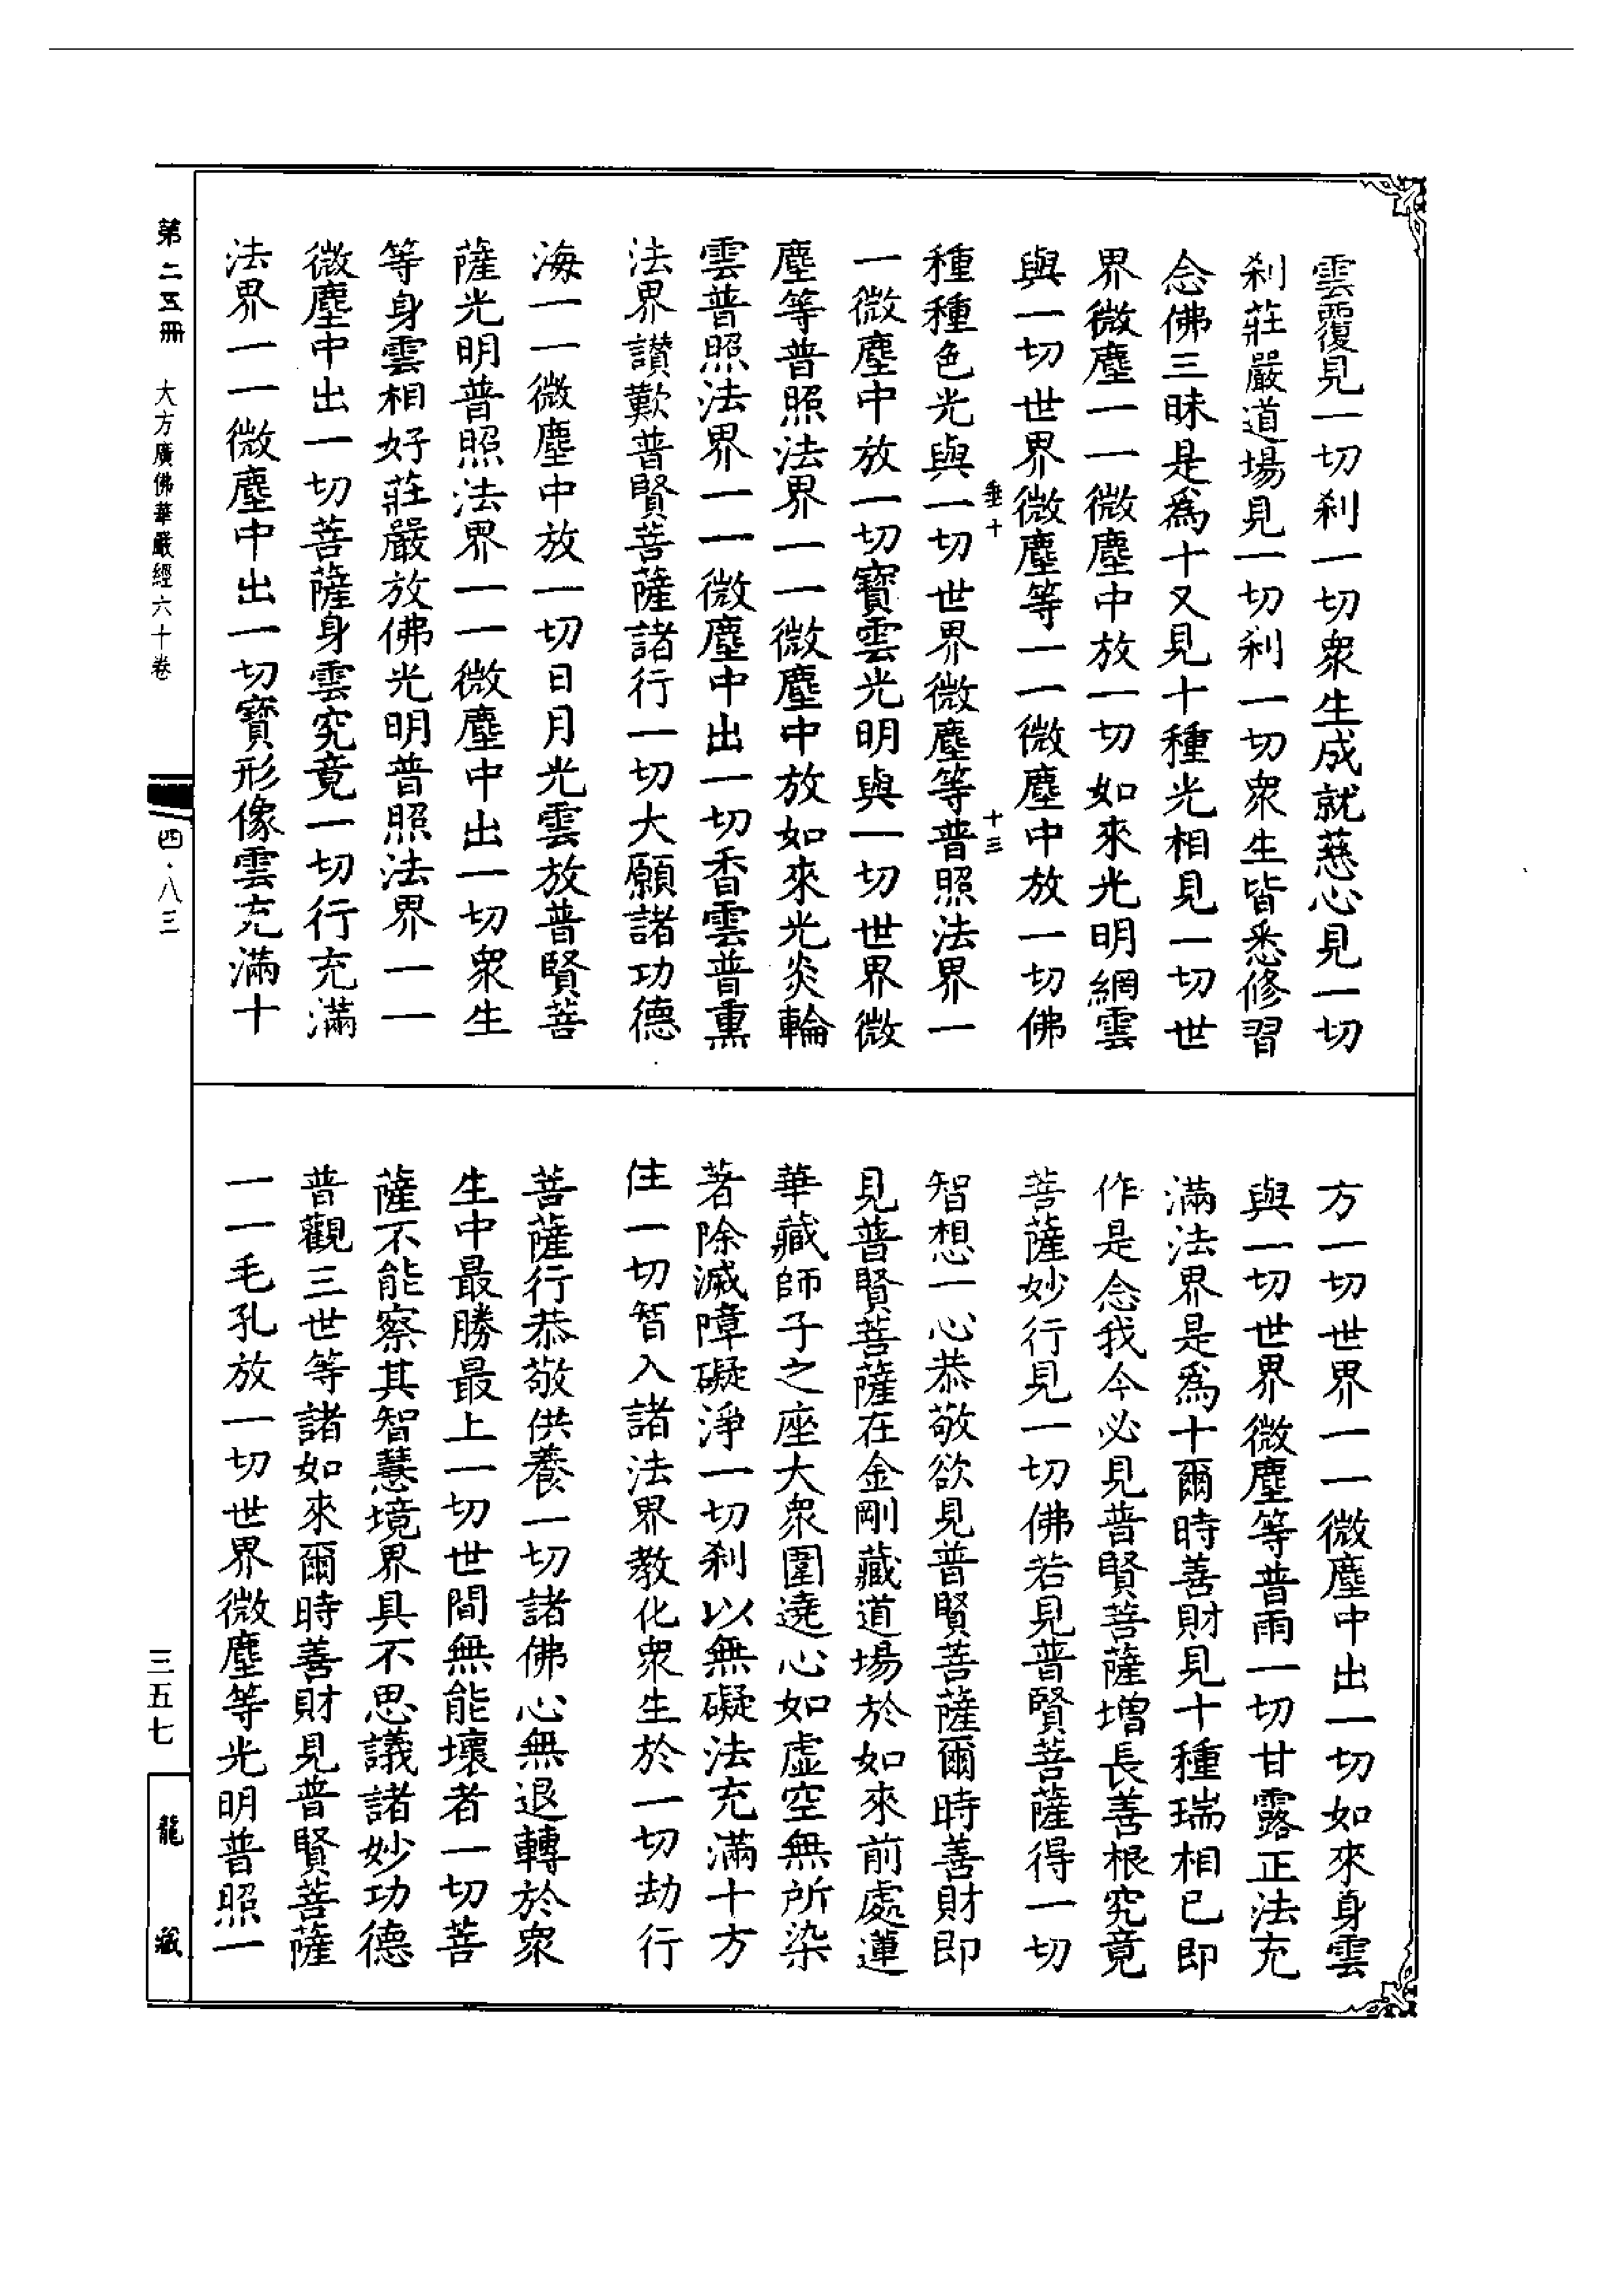 雲覆見一切刹一切衆生成就慈心見一切
刹莊嚴道場見一切刹一切衆生皆悉修習
念佛三昧是爲十又見十種光相見一切世
界微塵一一微塵中放一切如來光明網雲
與一切世界微塵等一一微塵中放一切佛
垂十
十三
種種色光與一切世界微塵等普照法界一
一微塵中放一切寳雲光明與一切世界微
塵等普照法界一一微塵中放如來光炎輪
雲普照法界一一微塵中出一切香雲普熏
法界讃歎普賢菩薩諸行一切大願諸功德
海一一微塵中放一切日月光雲放普賢菩
薩光明普照法界一一微塵中出一切衆生
等身雲相好莊嚴放佛光明普照法界一一
微塵中出一切菩薩身雲究竟一切行充滿
法界一一微塵中出一切寳形像雲充滿十
方一切世界一一微塵中出一切如來身雲
與一切世界微塵等普雨一切甘露正法充
滿法界是爲十爾時善財見十種瑞相已即
作是念我今必見普賢菩薩增長善根究竟
菩薩妙行見一切佛若見普賢菩薩得一切
智想一心恭敬欲見普賢菩薩爾時善財即
見普賢菩薩在金剛藏道場於如來前處蓮
華藏師子之座大衆圍遶心如虛空無所染
著除滅障礙淨一切刹以無礙法充滿十方
住一切智入諸法界教化衆生於一切劫行
菩薩行恭敬供養一切諸佛心無退轉於衆
生中最勝最上一切世間無能壞者一切菩
薩不能察其智慧境界具不思議諸妙功德
普觀三世等諸如來爾時善財見普賢菩薩
一一毛孔放一切世界微塵等光明普照一
第二五冊 大方廣佛華嚴經六十卷
四·八三
三五七
龍藏